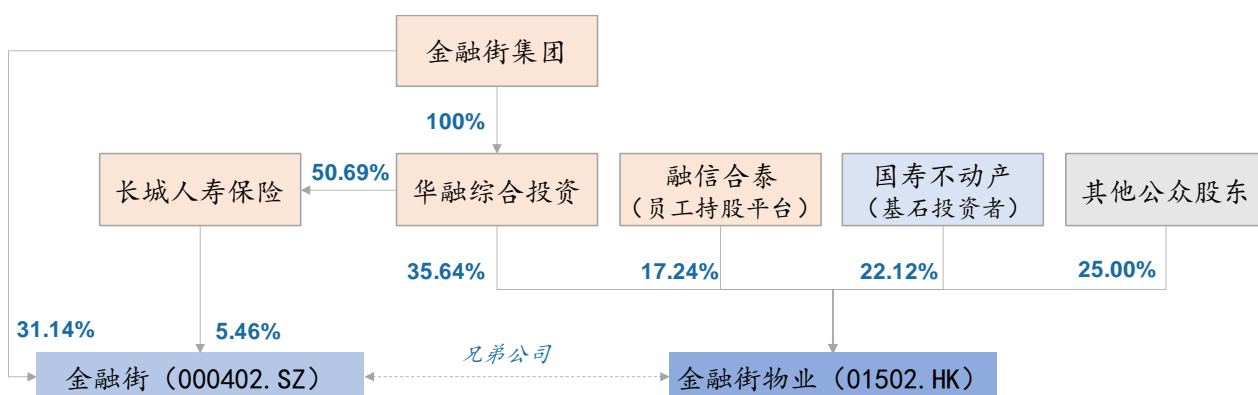 金融街集团
100%
50.69%
长城人寿保险
华融综合投资
融信合泰
（员工持股平台）
国寿不动产
（基石投资者）
其他公众股东
35.64%
17.24%
22.12%
25.00%
31.14%
5.46%
兄弟公司
金融街（000402.SZ）
金融街物业（01502.HK）